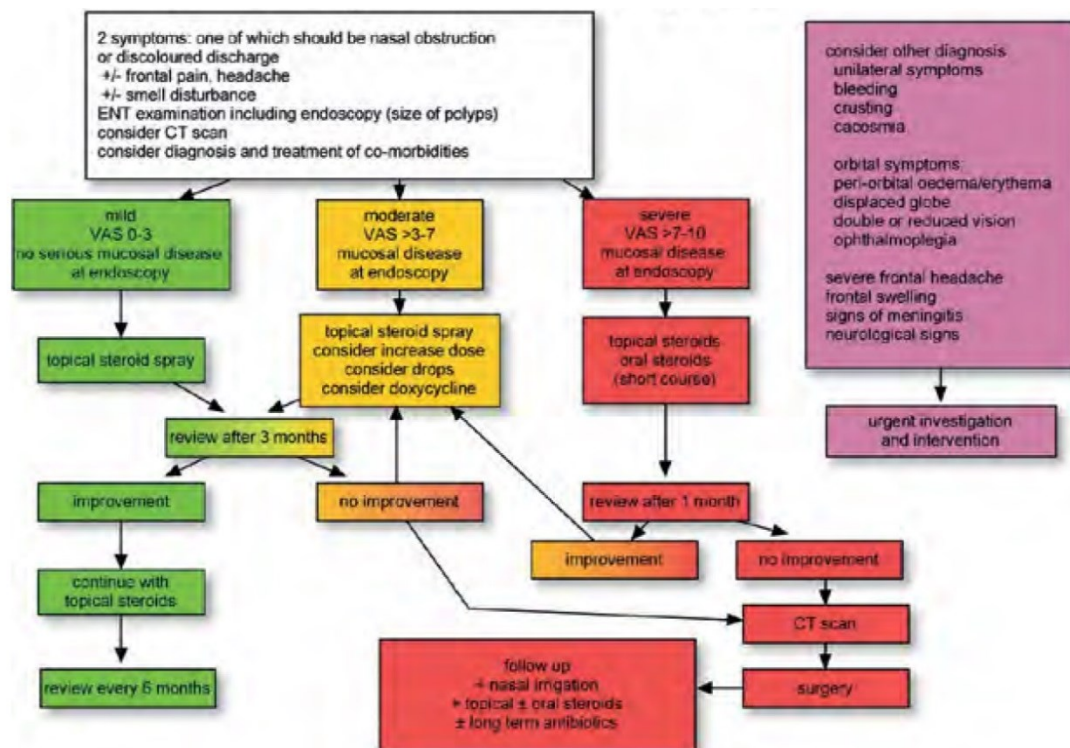 2 symptoms: one of which should be nasal obstruction
or discoloured discharge
+/- frontal pain, headache
+/- smell disturbance
ENT examination including endoscopy (size of polyps)
consider CT scan
consider diagnosis and treatment of co-morbidities
mild
VAS 0-3
no serious mucosal disease
at endoscopy
moderate
VAS >3-7
mucosal disease
at endoscopy
severe
VAS >7-10
mucosal disease
at endoscopy
topical steroid spray
topical steroid spray
consider increase dose
consider drops
consider doxycycline
topical steroids
oral steroids
(short course)
review after 3 months
improvement
no improvement
review after 1 month
improvement
no improvement
continue with
topical steroids
CT scan
review every 6 months
follow up
+ nasal irrigation
+ topical ± oral steroids
± long term antibiotics
surgery
consider other diagnosis
unilateral symptoms
bleeding
crusting
cacosmia
orbital symptoms
peri-orbital oedema/erythema
displaced globe
double or reduced vision
ophthalmoplegia
severe frontal headache
frontal swelling
signs of meningitis
neurological signs
urgent investigation
and intervention